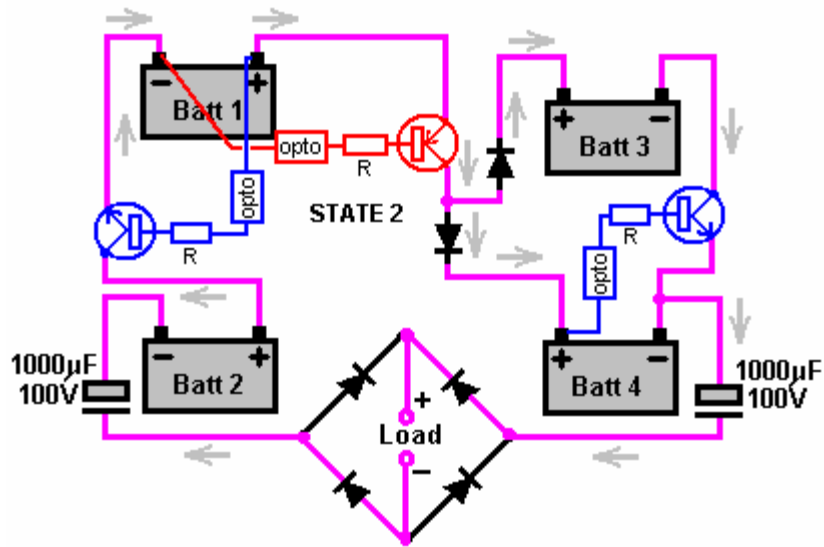 − +
Batt 1
opto
R
opto
R
STATE 2
+ −
Batt 3
R
opto
− +
Batt 2
1000µF
100V
+
Load
−
+ −
Batt 4
1000µF
100V